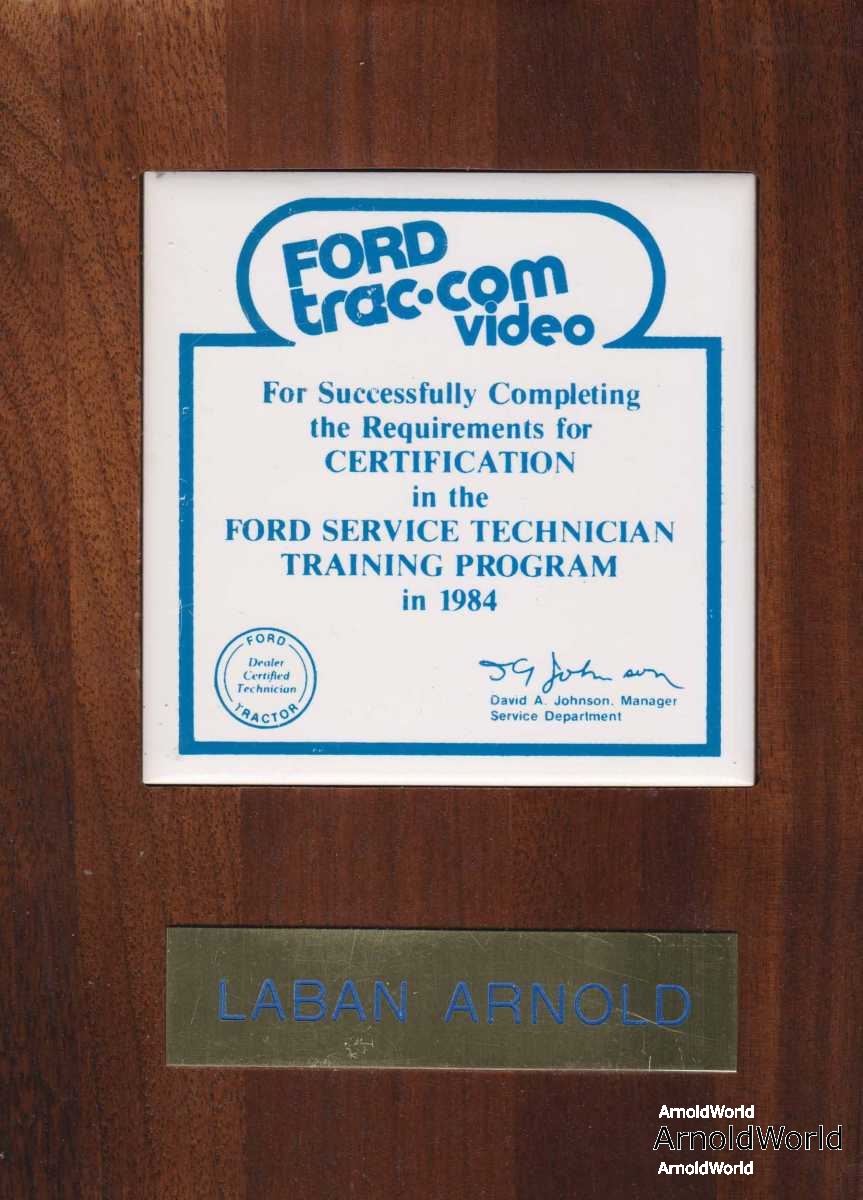 FORD
trac•com
video
For Successfully Completing
the Requirements for
CERTIFICATION
in the
FORD SERVICE TECHNICIAN
TRAINING PROGRAM
in 1984
FORD
Dealer
Certified
Technician
TRACTOR
David A. Johnson, Manager
Service Department
LABAN ARNOLD
ArnoldWorld
ArnoldWorld
ArnoldWorld